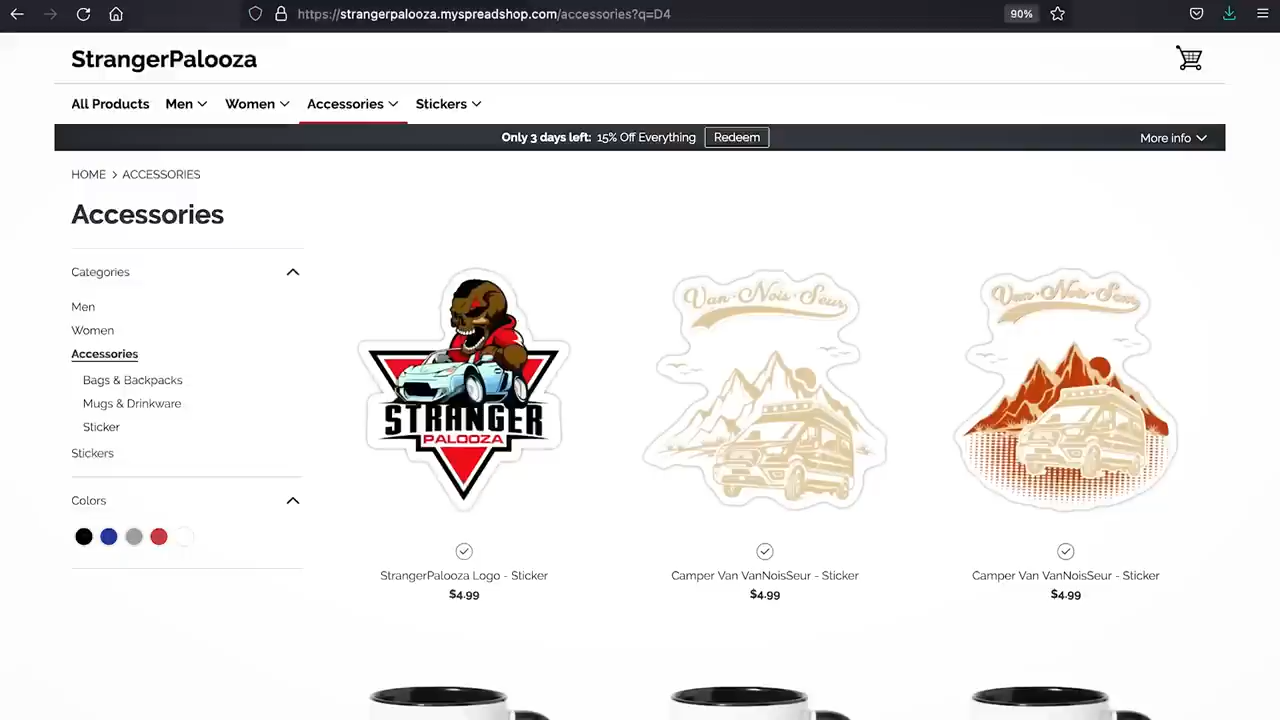 https://strangerpalooza.myspreadshop.com/accessories?q=D4
90%
StrangerPalooza
All Products Men Women Accessories Stickers
Only 3 days left: 15% Off Everything Redeem More info
HOME > ACCESSORIES
Accessories
Categories
Men
Women
Accessories
Bags & Backpacks
Mugs & Drinkware
Sticker
Stickers
Colors
STRANGER
PALOOZA
Van·Nois·Seur
Van·Nois·Seur
StrangerPalooza Logo - Sticker
$4.99
Camper Van VanNoisSeur - Sticker
$4.99
Camper Van VanNoisSeur - Sticker
$4.99